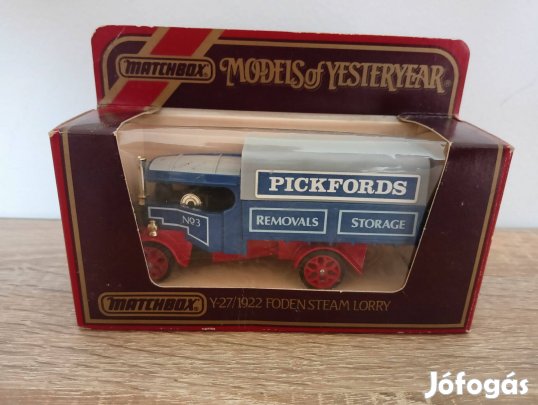 MATCHBOX
MODELS of YESTERYEAR
PICKFORDS
REMOVALS
STORAGE
Nº3
MATCHBOX
Y-27/1922 FODEN STEAM LORRY
Jófogás